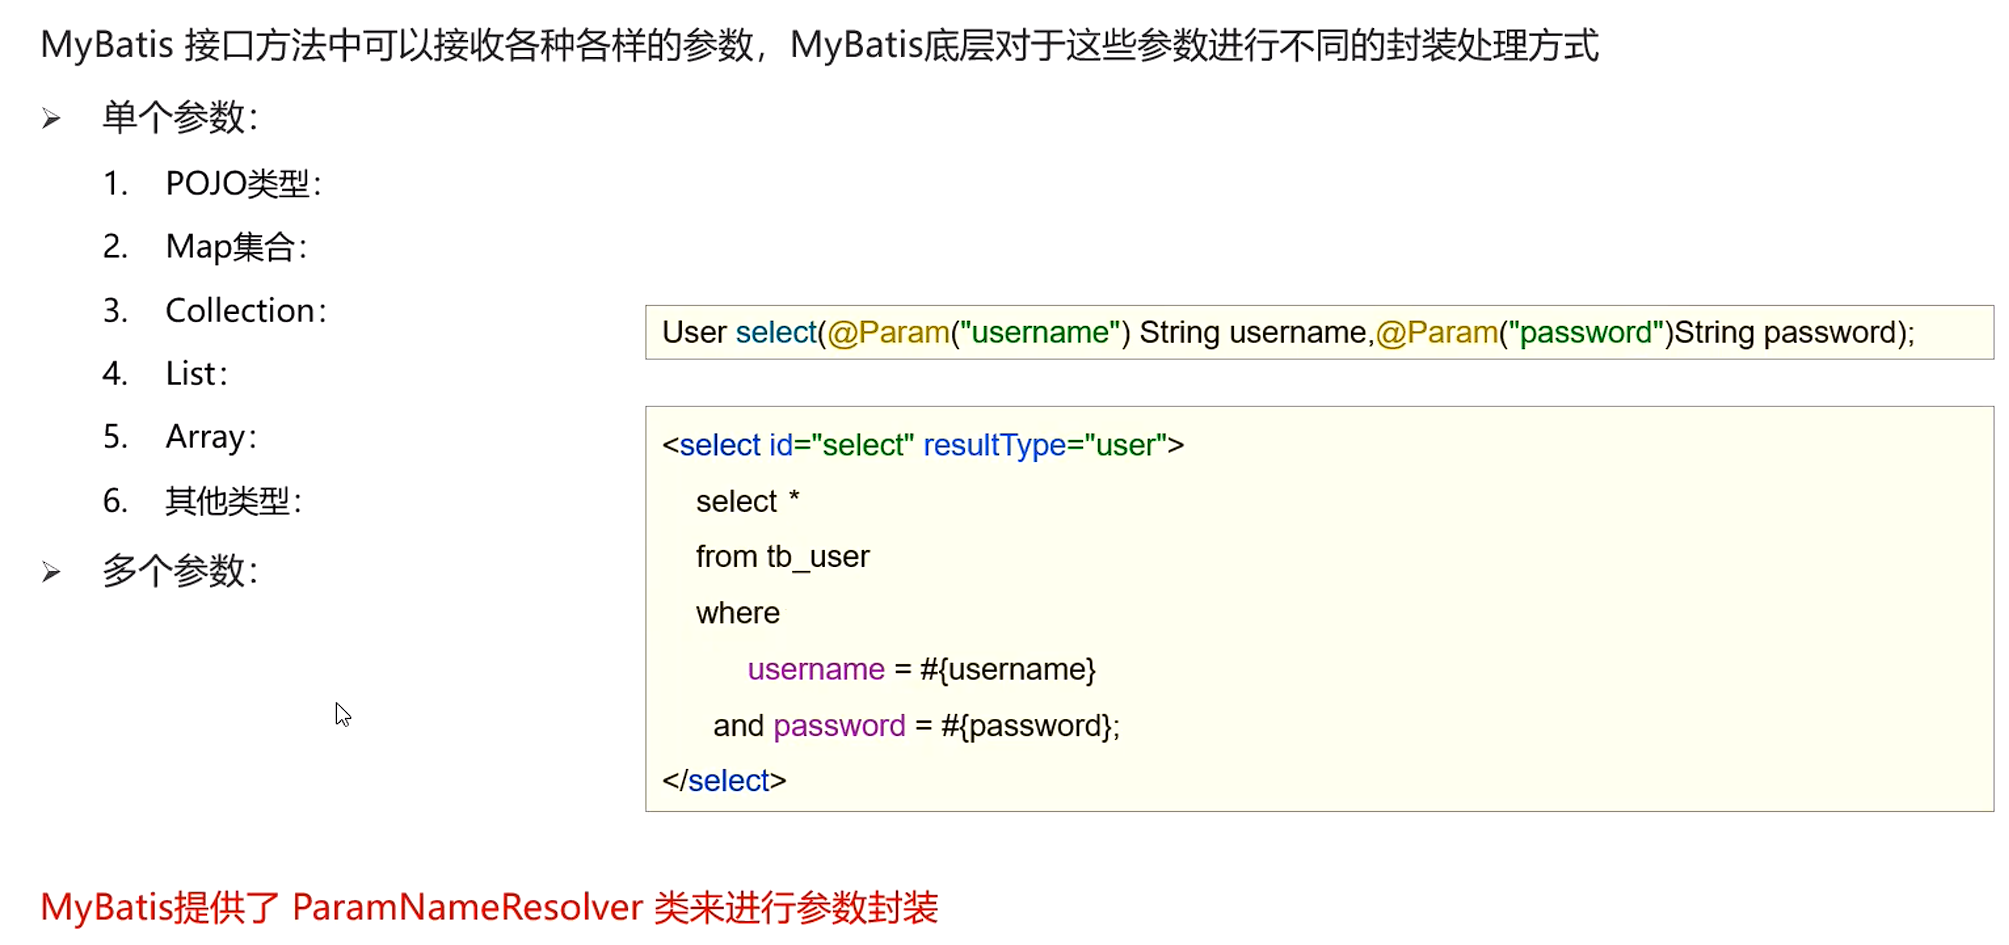 MyBatis 接口方法中可以接收各种各样的参数，MyBatis底层对于这些参数进行不同的封装处理方式
➢ 单个参数：
1. POJO类型：
2. Map集合：
3. Collection：
4. List：
5. Array：
6. 其他类型：
➢ 多个参数：
User select(@Param("username") String username,@Param("password")String password);
<select id="select" resultType="user">
select *
from tb_user
where
username = #{username}
and password = #{password};
</select>
MyBatis提供了 ParamNameResolver 类来进行参数封装